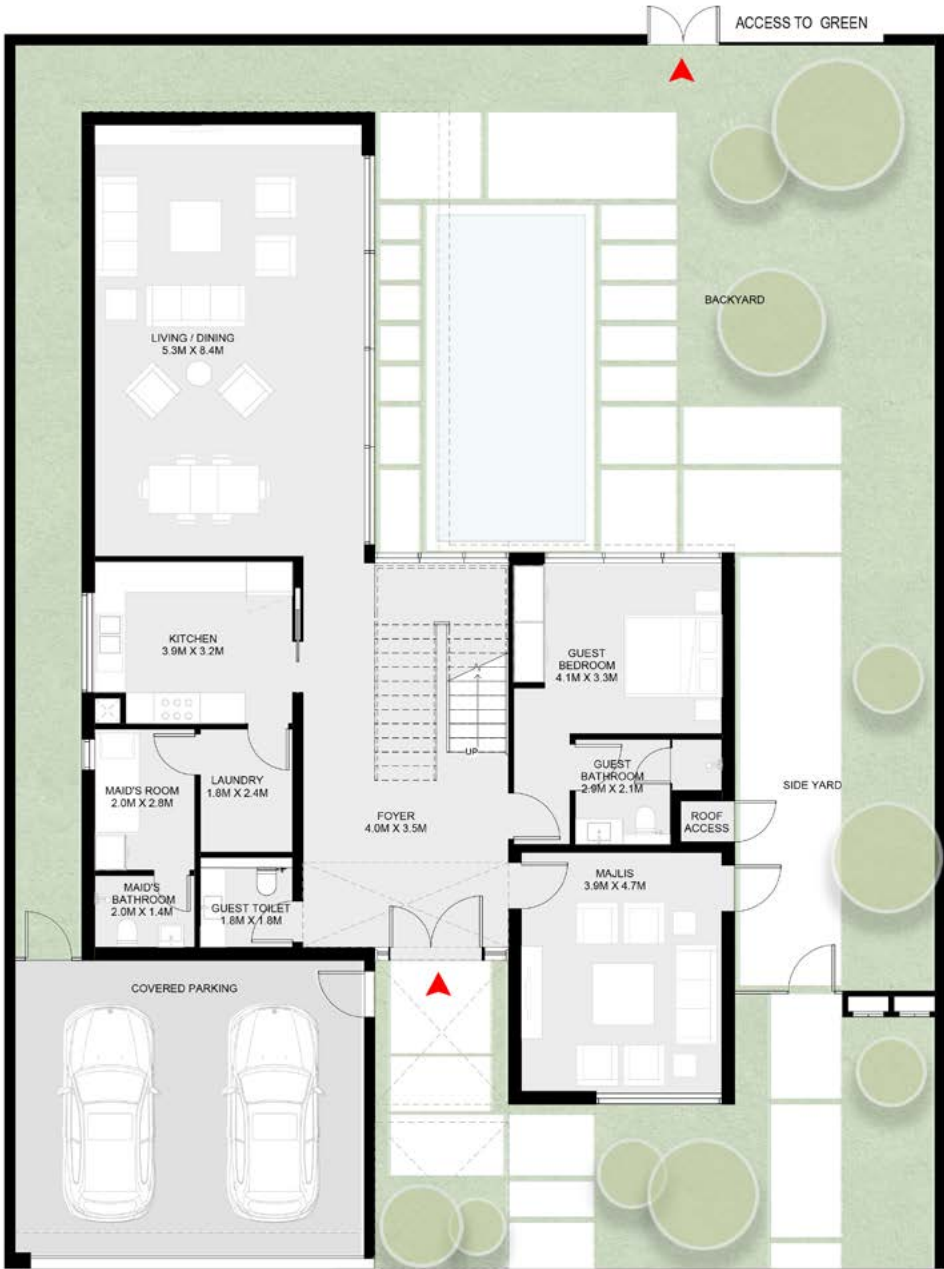 ACCESS TO GREEN
BACKYARD
LIVING / DINING
5.3M X 8.4M
KITCHEN
3.9M X 3.2M
GUEST
BEDROOM
4.1M X 3.3M
UP
GUEST
BATHROOM
2.9M X 2.1M
LAUNDRY
1.8M X 2.4M
MAID'S ROOM
2.0M X 2.8M
SIDE YARD
FOYER
4.0M X 3.5M
ROOF
ACCESS
MAJLIS
3.9M X 4.7M
MAID'S
BATHROOM
2.0M X 1.4M
GUEST TOILET
1.8M X 1.8M
COVERED PARKING